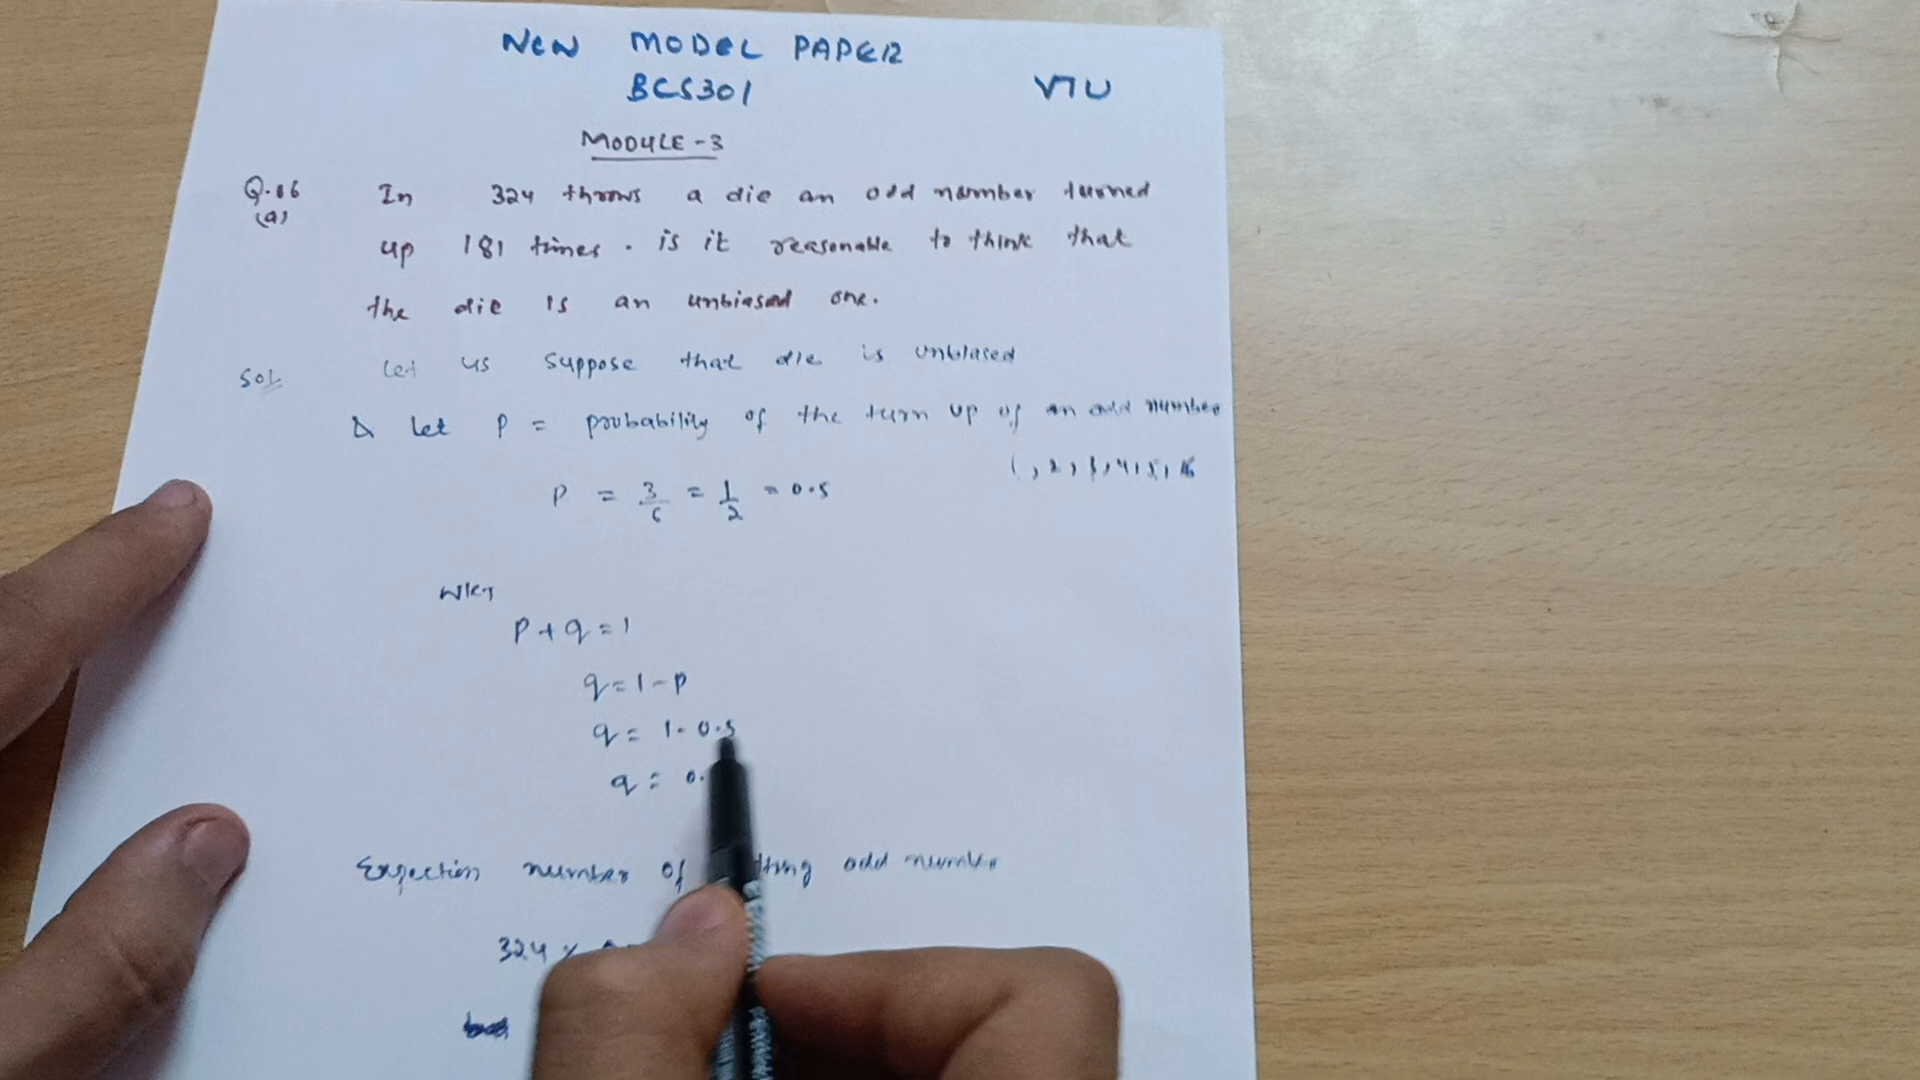 NEW MODEL PAPER
BCS301 VTU
MODULE-3
Q.06 In 324 throws a die an odd number turned
(a)
up 181 times. is it reasonable to think that
the die is an unbiased one.
Sol Let us suppose that die is unbiased
& Let P = probability of the turn up of an odd number
1, 2, 3, 4, 5, 6
P = 3/6 = 1/2 = 0.5
WKT
P + q = 1
q = 1 - P
q = 1 - 0.5
q = 0.
Expection number of odd number
324 ×